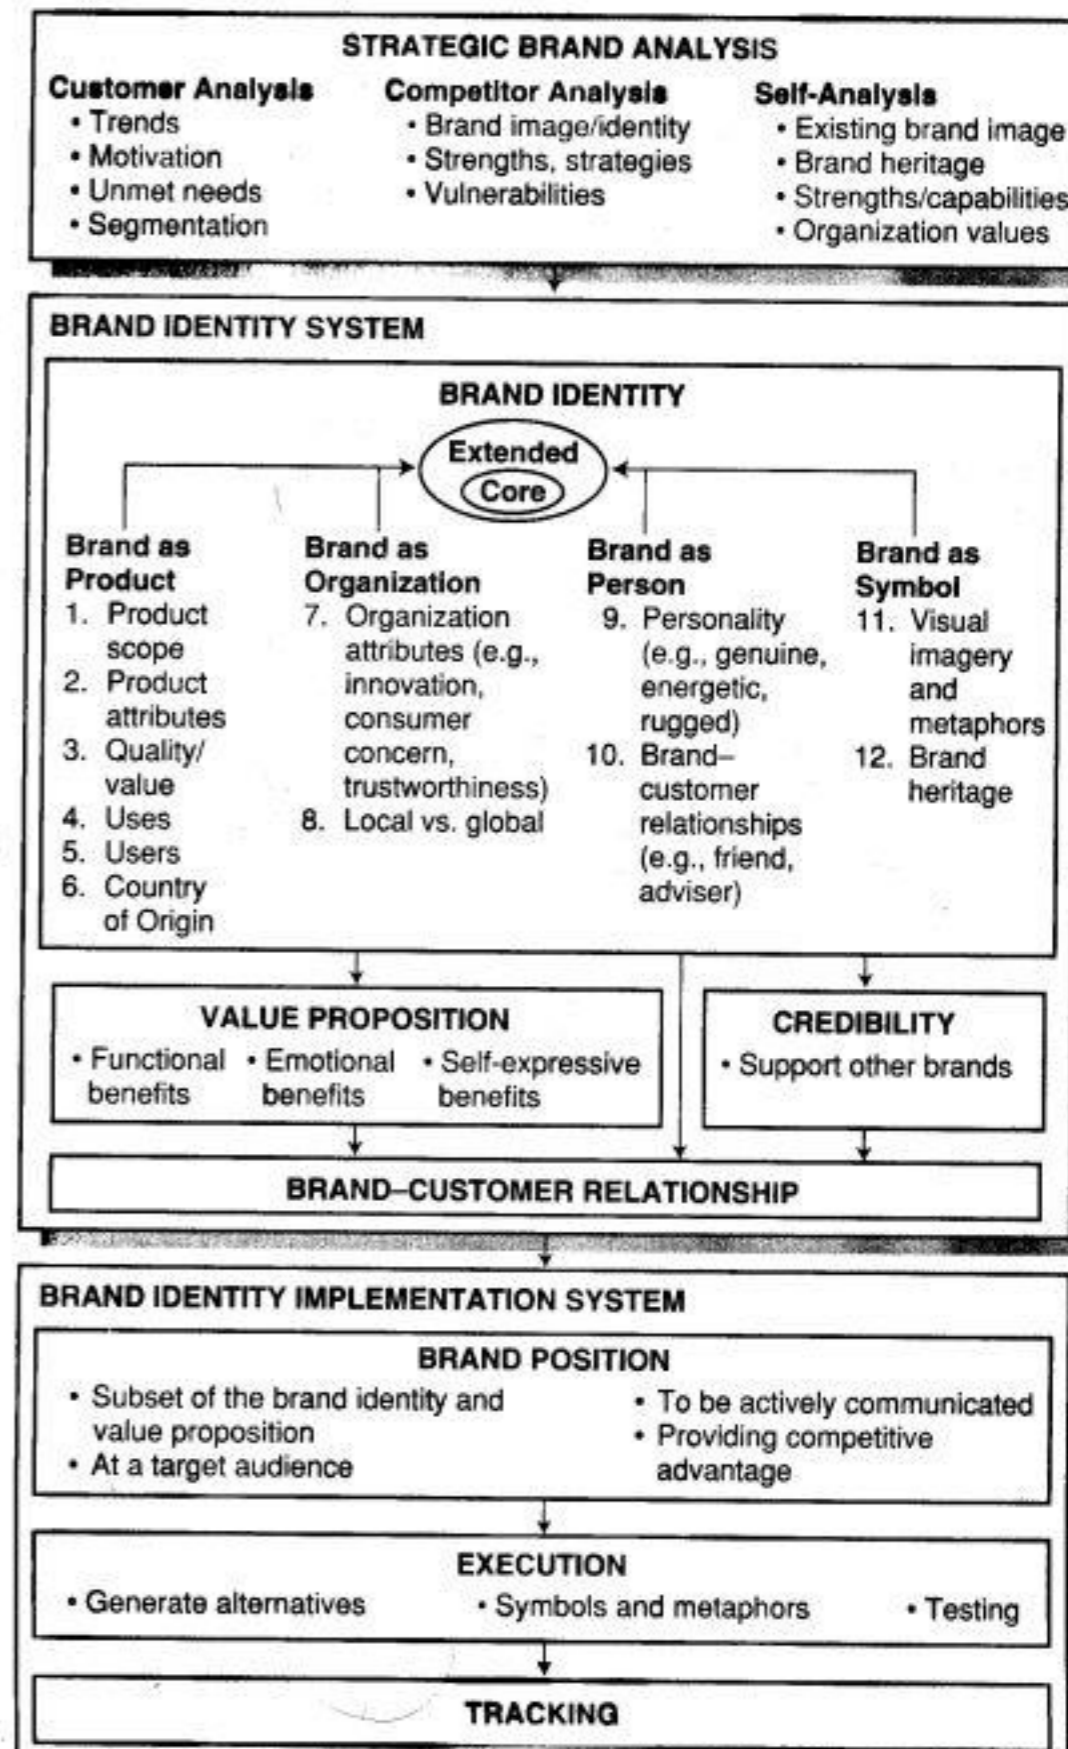 STRATEGIC BRAND ANALYSIS
Customer Analysis
• Trends
• Motivation
• Unmet needs
• Segmentation
Competitor Analysis
• Brand image/identity
• Strengths, strategies
• Vulnerabilities
Self-Analysis
• Existing brand image
• Brand heritage
• Strengths/capabilities
• Organization values
BRAND IDENTITY SYSTEM
BRAND IDENTITY
Extended
Core
Brand as
Product
1. Product
scope
2. Product
attributes
3. Quality/
value
4. Uses
5. Users
6. Country
of Origin
Brand as
Organization
7. Organization
attributes (e.g.,
innovation,
consumer
concern,
trustworthiness)
8. Local vs. global
Brand as
Person
9. Personality
(e.g., genuine,
energetic,
rugged)
10. Brand–
customer
relationships
(e.g., friend,
adviser)
Brand as
Symbol
11. Visual
imagery
and
metaphors
12. Brand
heritage
VALUE PROPOSITION
• Functional
benefits
• Emotional
benefits
• Self-expressive
benefits
CREDIBILITY
• Support other brands
BRAND–CUSTOMER RELATIONSHIP
BRAND IDENTITY IMPLEMENTATION SYSTEM
BRAND POSITION
• Subset of the brand identity and
value proposition
• At a target audience
• To be actively communicated
• Providing competitive
advantage
EXECUTION
• Generate alternatives • Symbols and metaphors • Testing
TRACKING